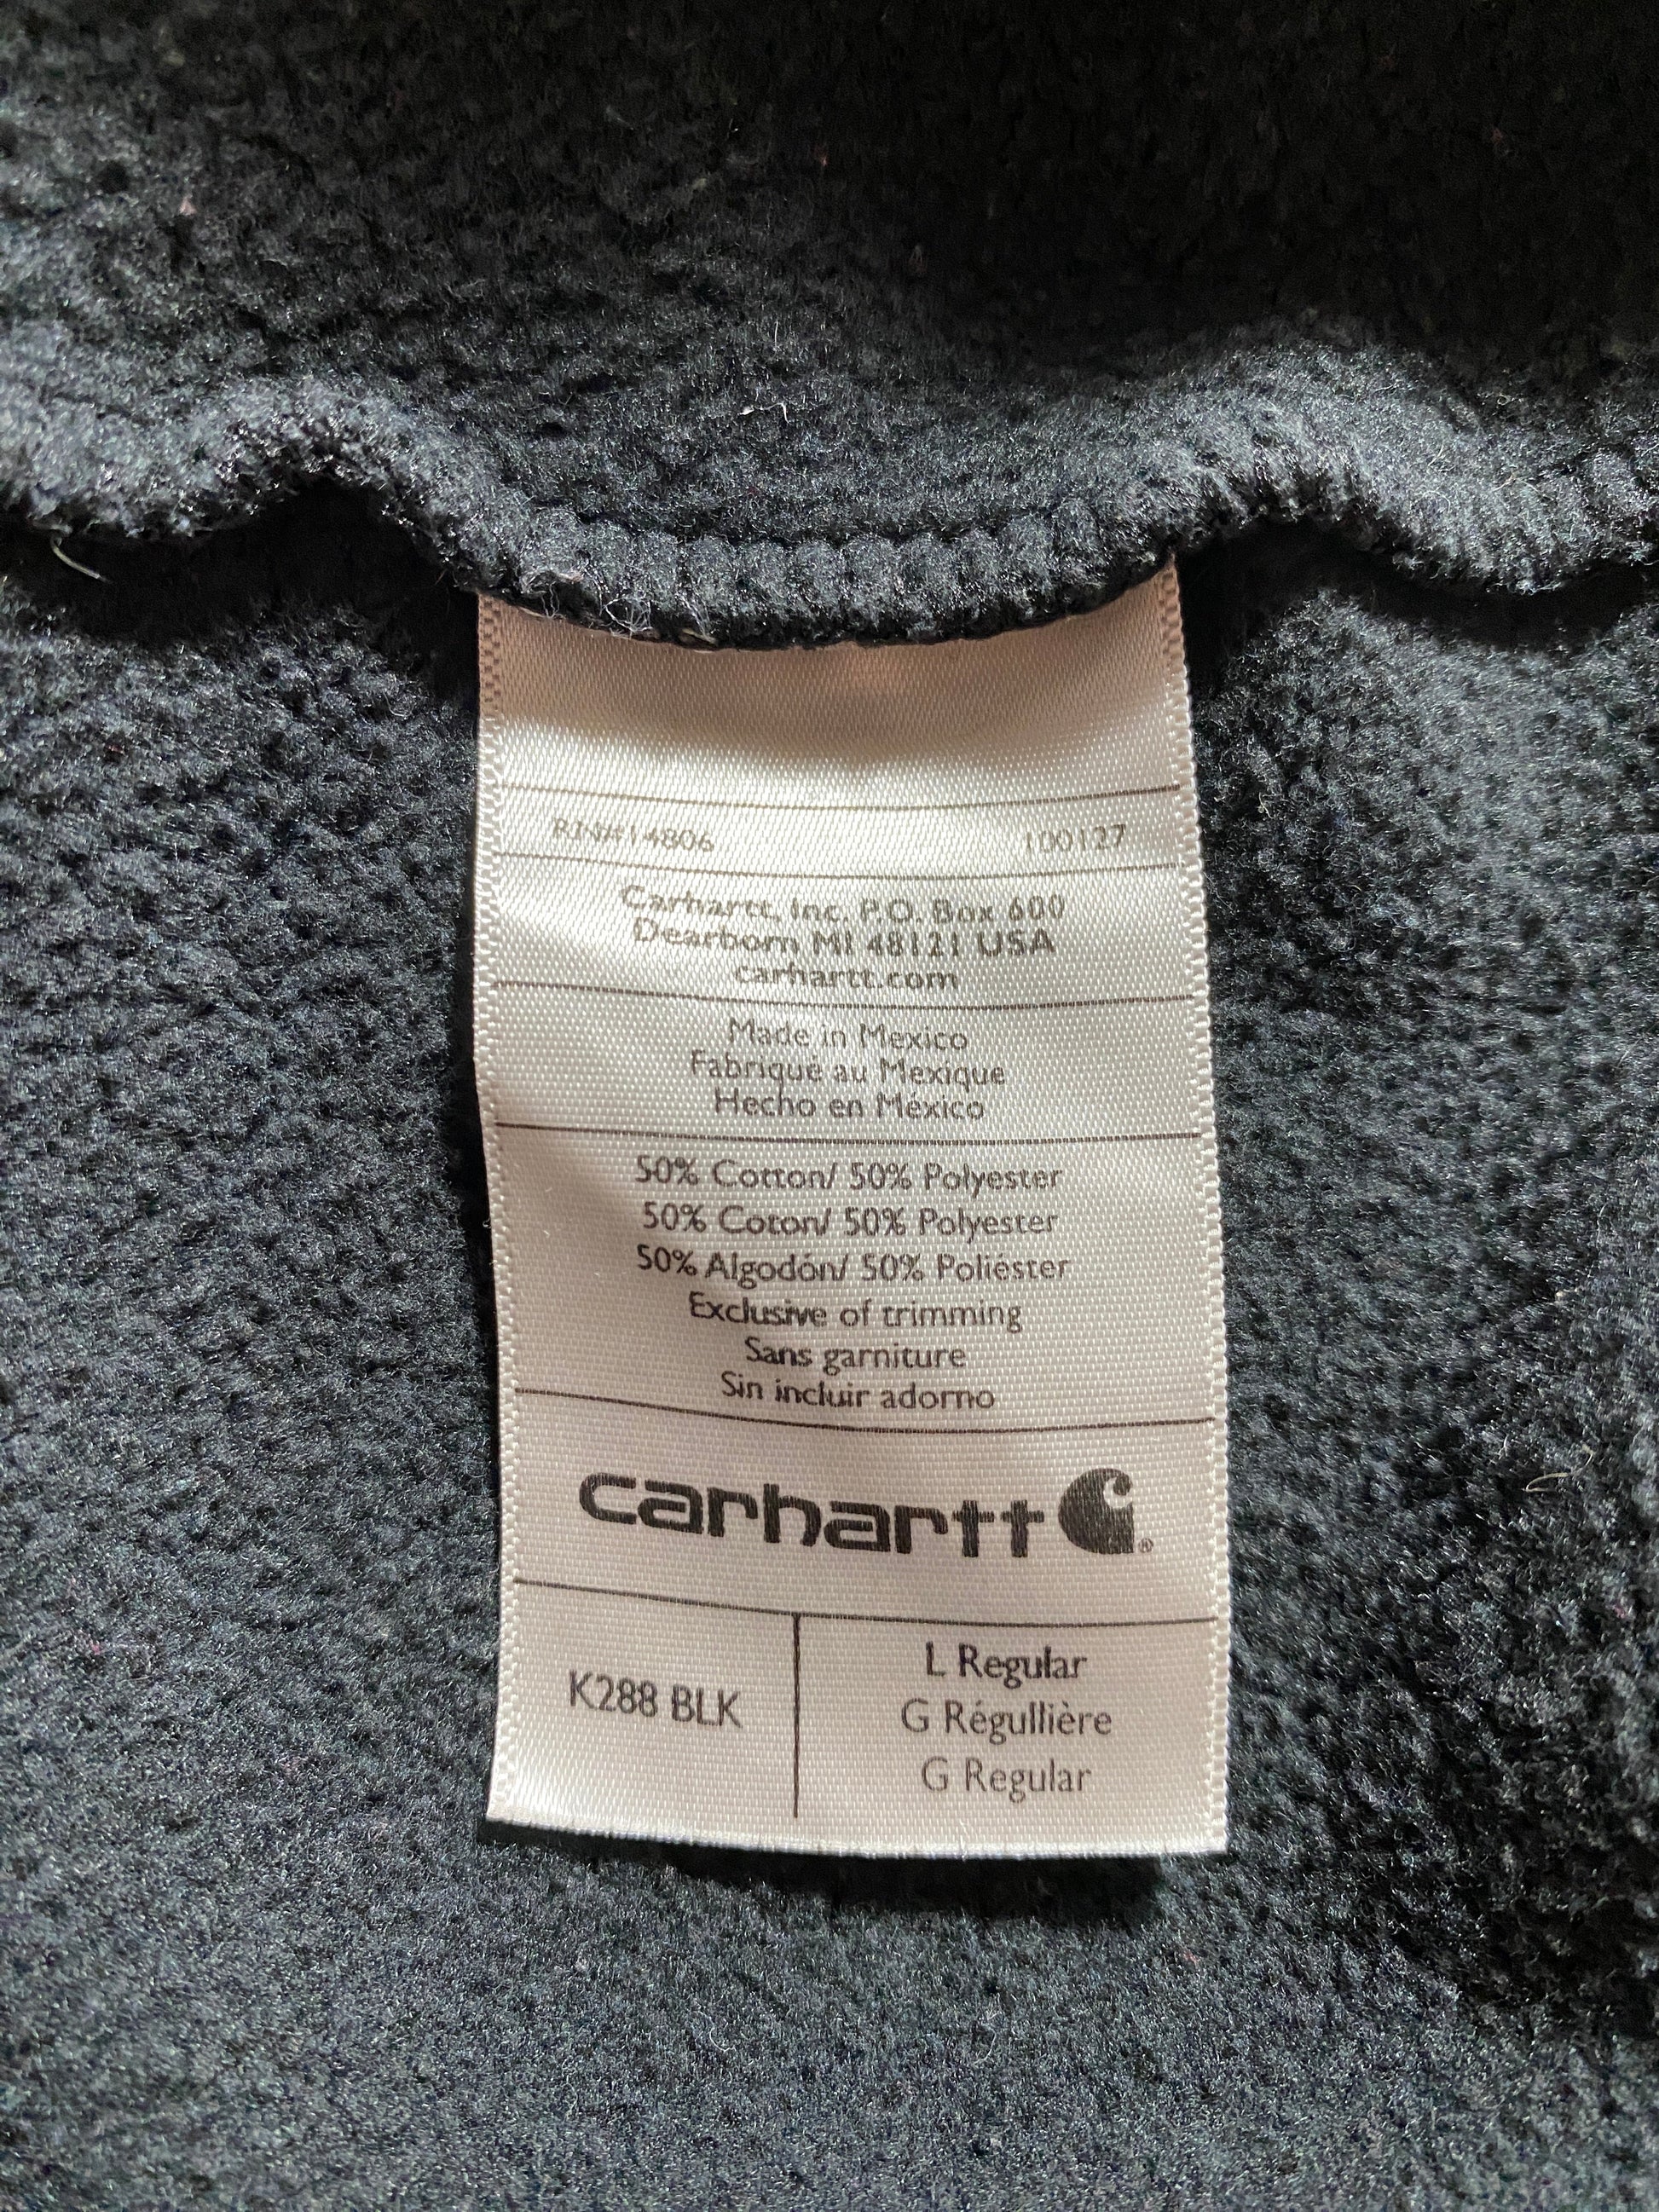 RN#14806 100127
Carhartt, Inc. P.O. Box 600
Dearborn MI 48121 USA
carhartt.com
Made in Mexico
Fabriqué au Mexique
Hecho en México
50% Cotton/ 50% Polyester
50% Coton/ 50% Polyester
50% Algodón/ 50% Poliéster
Exclusive of trimming
Sans garniture
Sin incluir adorno
carhartt®
K288 BLK
L Regular
G Régullière
G Regular